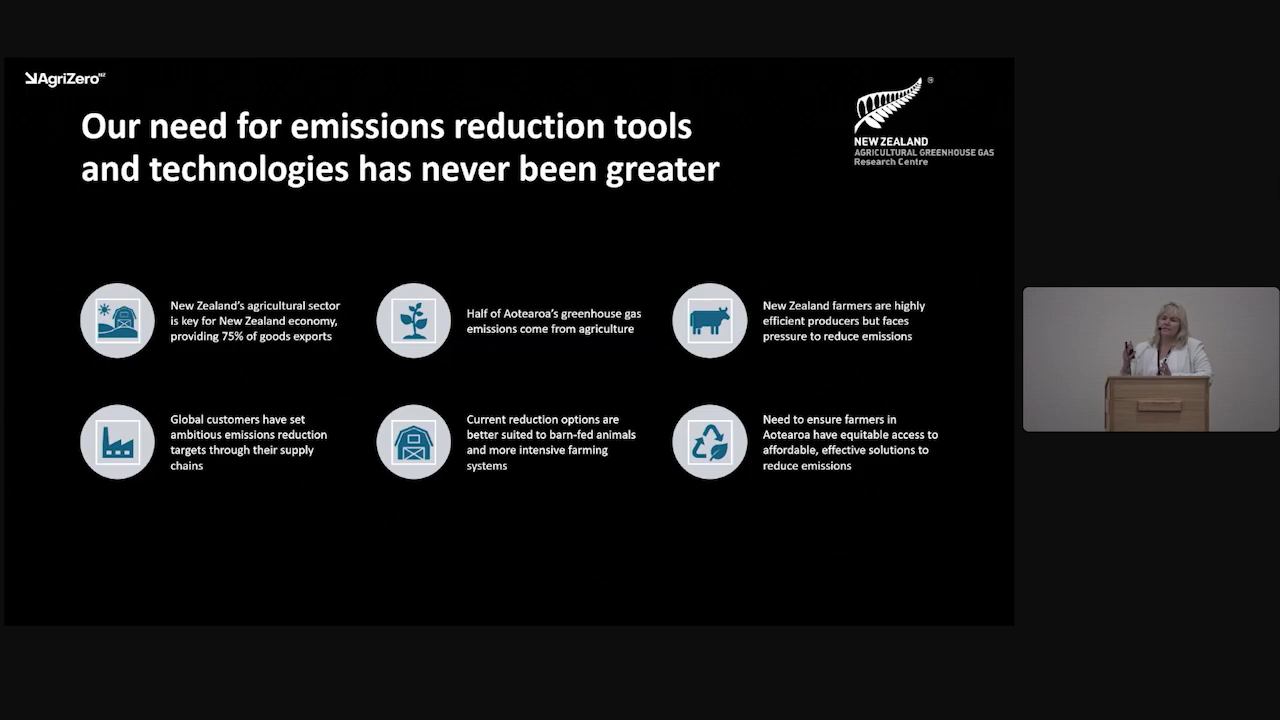 AgriZero NZ
Our need for emissions reduction tools
and technologies has never been greater
NEW ZEALAND
AGRICULTURAL GREENHOUSE GAS
Research Centre
New Zealand's agricultural sector
is key for New Zealand economy,
providing 75% of goods exports
Half of Aotearoa's greenhouse gas
emissions come from agriculture
New Zealand farmers are highly
efficient producers but faces
pressure to reduce emissions
Global customers have set
ambitious emissions reduction
targets through their supply
chains
Current reduction options are
better suited to barn-fed animals
and more intensive farming
systems
Need to ensure farmers in
Aotearoa have equitable access to
affordable, effective solutions to
reduce emissions